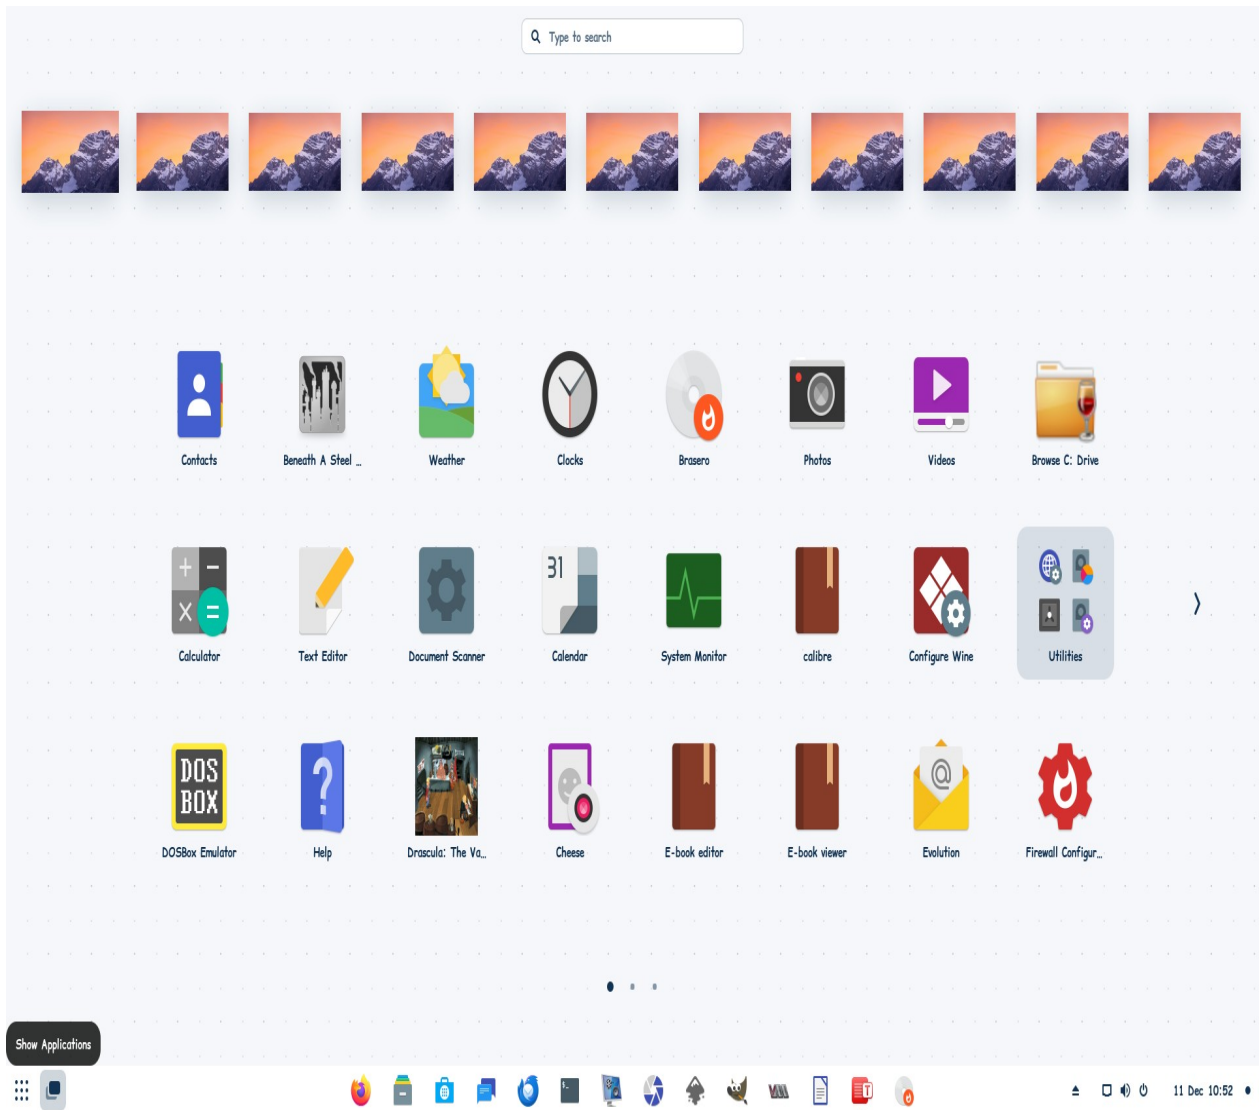 Type to search
Contacts
Beneath A Steel ...
Weather
Clocks
Brasero
Photos
Videos
Browse C: Drive
31
Calculator
Text Editor
Document Scanner
Calendar
System Monitor
calibre
Configure Wine
Utilities
DOS
BOX
?
@
DOSBox Emulator
Help
Drascula: The Va...
Cheese
E-book editor
E-book viewer
Evolution
Firewall Configur...
Show Applications
T
11 Dec 10:52